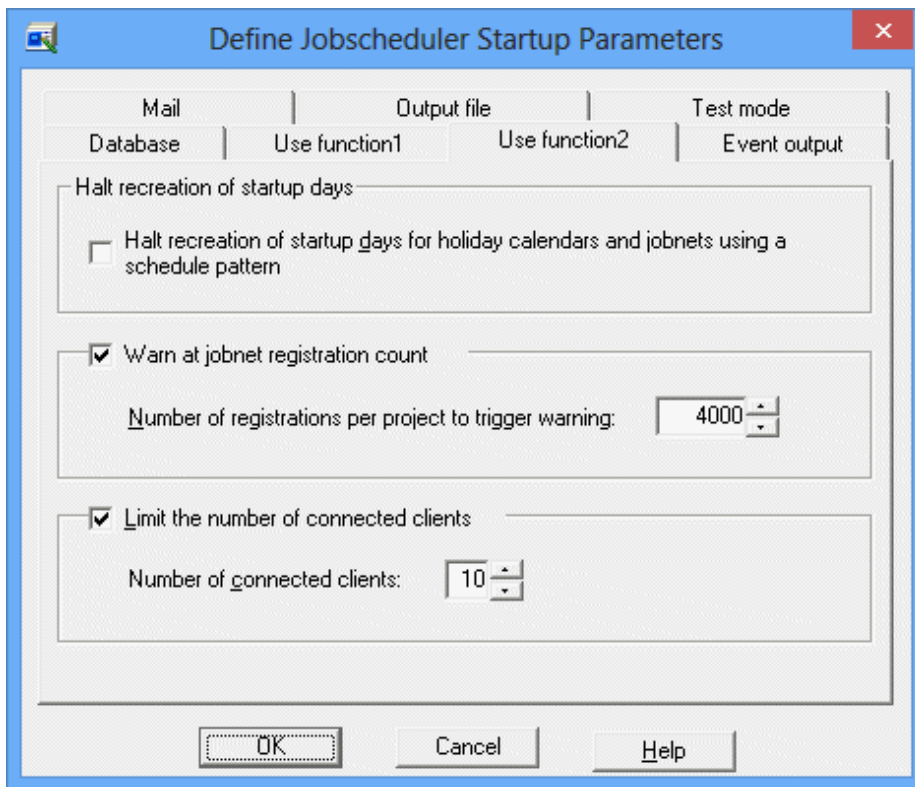 Define Jobscheduler Startup Parameters
Mail Output file Test mode
Database Use function1 Use function2 Event output
Halt recreation of startup days
Halt recreation of startup days for holiday calendars and jobnets using a
schedule pattern
Warn at jobnet registration count
Number of registrations per project to trigger warning: 4000
Limit the number of connected clients
Number of connected clients: 10
OK Cancel Help